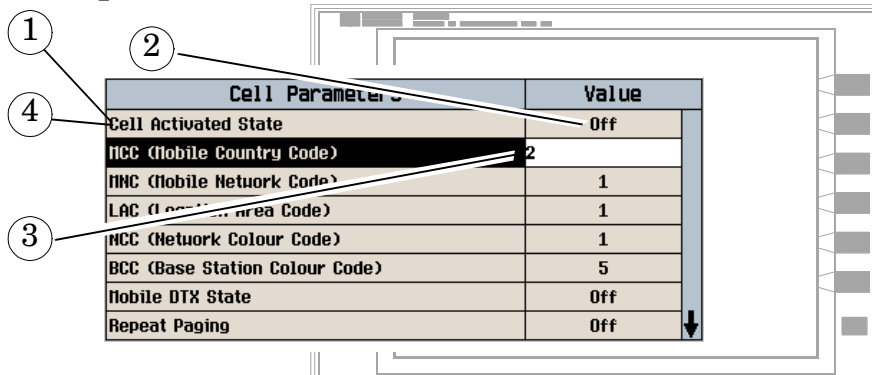 1
2
Cell Parameters Value
4
Cell Activated State Off
MCC (Mobile Country Code) 2
MNC (Mobile Network Code) 1
LAC (Location Area Code) 1
3
NCC (Network Colour Code) 1
BCC (Base Station Colour Code) 5
Mobile DTX State Off
Repeat Paging Off